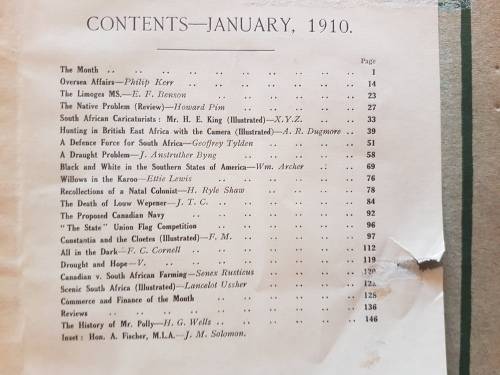 CONTENTS—JANUARY, 1910.
Page
The Month .. .. .. .. .. .. .. .. .. 1
Oversea Affairs—Philip Kerr .. .. .. .. .. .. 14
The Limoges MS.—E. F. Benson .. .. .. .. .. .. 23
The Native Problem (Review)—Howard Pim .. .. .. .. 27
South African Caricaturists: Mr. H. E. King (Illustrated)—X.Y.Z. .. .. 33
Hunting in British East Africa with the Camera (Illustrated)—A. R. Dugmore .. 39
A Defence Force for South Africa—Geoffrey Tylden .. .. .. 51
A Draught Problem—J. Anstruther Byng .. .. .. .. .. 58
Black and White in the Southern States of America—Wm. Archer .. .. 69
Willows in the Karoo—Ettie Lewis .. .. .. .. .. 76
Recollections of a Natal Colonist—H. Ryle Shaw .. .. .. .. 78
The Death of Louw Wepener—J. T. C. .. .. .. .. .. 84
The Proposed Canadian Navy .. .. .. .. .. .. 92
"The State" Union Flag Competition .. .. .. .. .. 96
Constantia and the Cloetes (Illustrated)—F. M. .. .. .. .. 97
All in the Dark—F. C. Cornell .. .. .. .. .. .. 112
Drought and Hope—V. .. .. .. .. .. .. .. 119
Canadian v. South African Farming—Senex Rusticus .. .. .. ..
Scenic South Africa (Illustrated)—Lancelot Ussher .. .. .. ..
Commerce and Finance of the Month .. .. .. .. .. 128
Reviews .. .. .. .. .. .. .. .. .. 136
The History of Mr. Polly—H. G. Wells .. .. .. .. .. 146
Inset: Hon. A. Fischer, M.L.A.—J. M. Solomon.